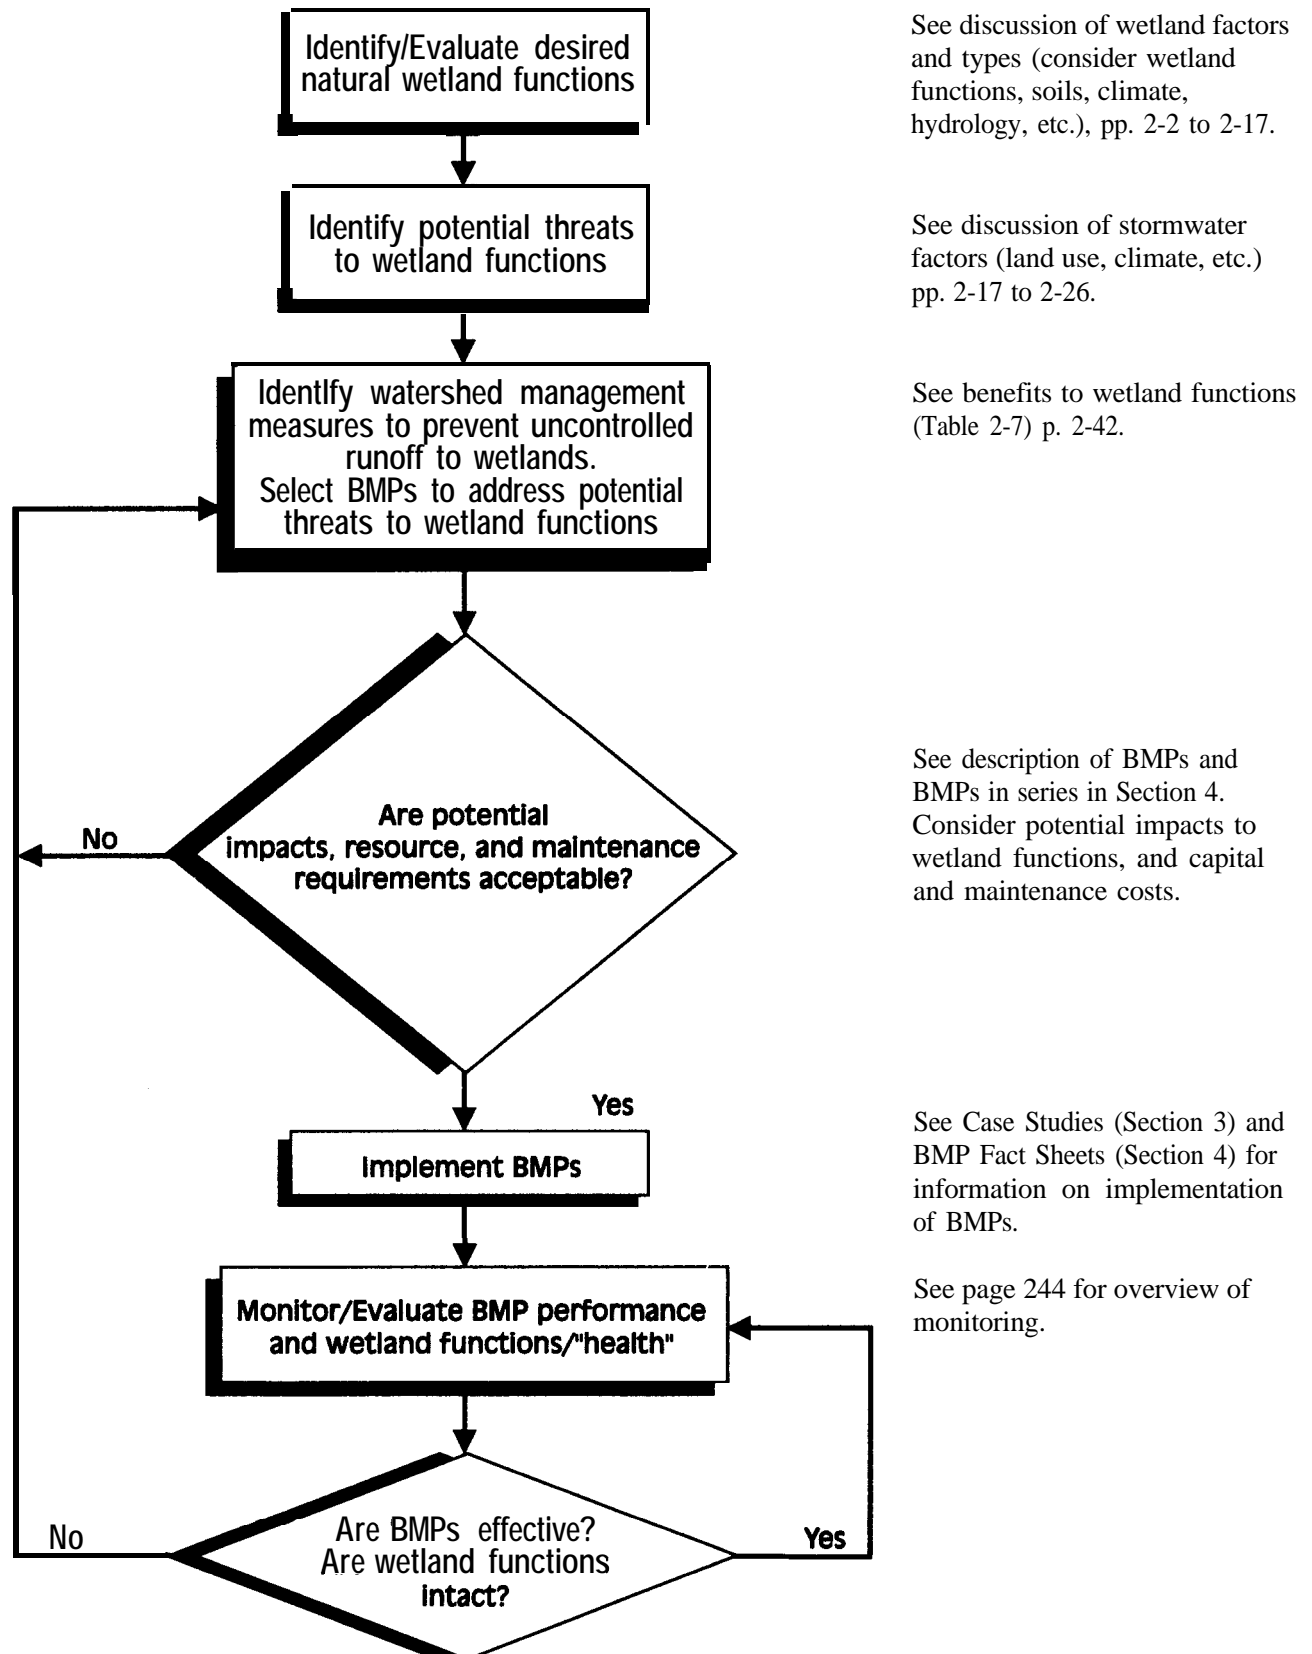 Identify/Evaluate desired
natural wetland functions
See discussion of wetland factors
and types (consider wetland
functions, soils, climate,
hydrology, etc.), pp. 2-2 to 2-17.
Identify potential threats
to wetland functions
See discussion of stormwater
factors (land use, climate, etc.)
pp. 2-17 to 2-26.
Identify watershed management
measures to prevent uncontrolled
runoff to wetlands.
Select BMPs to address potential
threats to wetland functions
See benefits to wetland functions
(Table 2-7) p. 2-42.
Are potential
impacts, resource, and maintenance
requirements acceptable?
No
See description of BMPs and
BMPs in series in Section 4.
Consider potential impacts to
wetland functions, and capital
and maintenance costs.
Yes
Implement BMPs
See Case Studies (Section 3) and
BMP Fact Sheets (Section 4) for
information on implementation
of BMPs.
Monitor/Evaluate BMP performance
and wetland functions/"health"
See page 244 for overview of
monitoring.
Are BMPs effective?
Are wetland functions
intact?
No
Yes